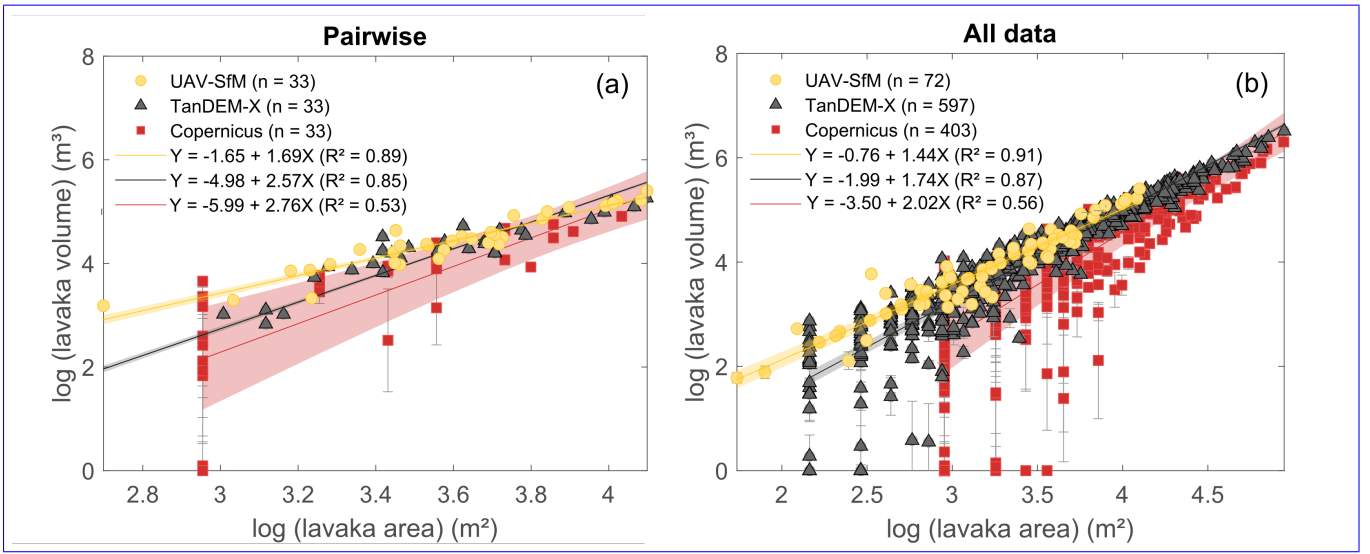 Pairwise
(a)
UAV-SfM (n = 33)
TanDEM-X (n = 33)
Copernicus (n = 33)
Y = -1.65 + 1.69X (R² = 0.89)
Y = -4.98 + 2.57X (R² = 0.85)
Y = -5.99 + 2.76X (R² = 0.53)
log (lavaka volume) (m³)
8
6
4
2
0
2.8
3
3.2
3.4
3.6
3.8
4
log (lavaka area) (m²)
All data
(b)
UAV-SfM (n = 72)
TanDEM-X (n = 597)
Copernicus (n = 403)
Y = -0.76 + 1.44X (R² = 0.91)
Y = -1.99 + 1.74X (R² = 0.87)
Y = -3.50 + 2.02X (R² = 0.56)
log (lavaka volume) (m³)
8
6
4
2
0
2
2.5
3
3.5
4
4.5
log (lavaka area) (m²)